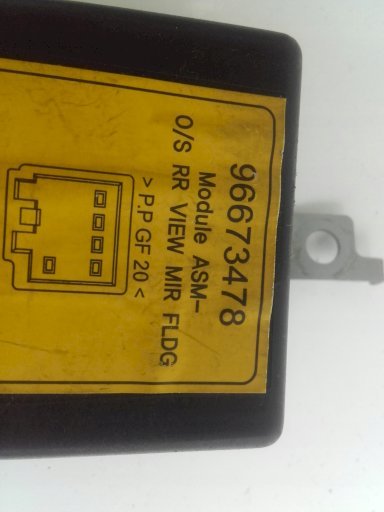 96673478
Module ASM-
O/S RR VIEW MIR FLDG
> P.P GF 20 <